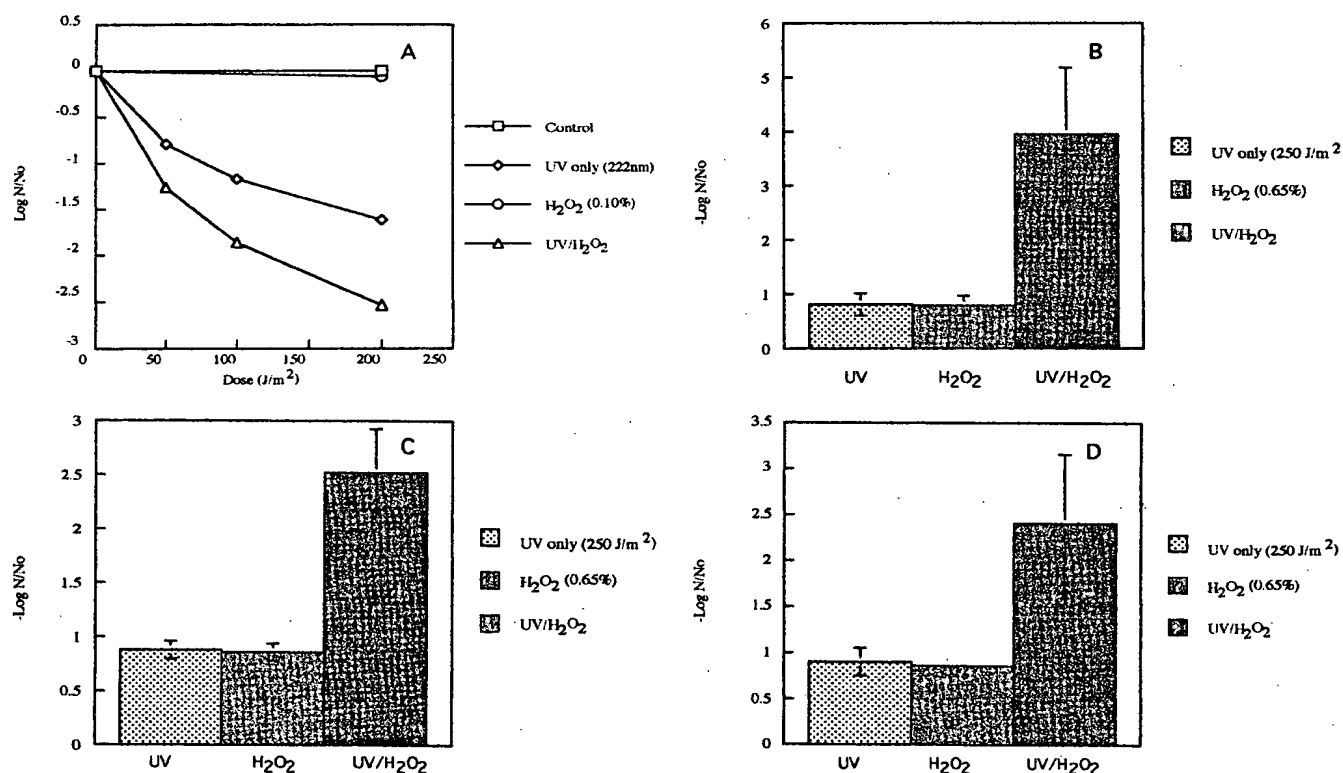 A
0.5
0
-0.5
-1
-1.5
-2
-2.5
-3
Log N/No
0 50 100 150 200 250
Dose (J/m²)
Control
UV only (222nm)
H₂O₂ (0.10%)
UV/H₂O₂
B
-6
5
4
3
2
1
0
-Log N/No
UV H₂O₂ UV/H₂O₂
UV only (250 J/m²
H₂O₂ (0.65%)
UV/H₂O₂
C
3
2.5
2
1.5
1
0.5
0
-Log N/No
UV H₂O₂ UV/H₂O₂
UV only (250 J/m²)
H₂O₂ (0.65%)
UV/H₂O₂
D
3.5
3
2.5
2
1.5
1
0.5
0
-Log N/No
UV H₂O₂ UV/H₂O₂
UV only (250 J/m²)
H₂O₂ (0.65%)
UV/H₂O₂